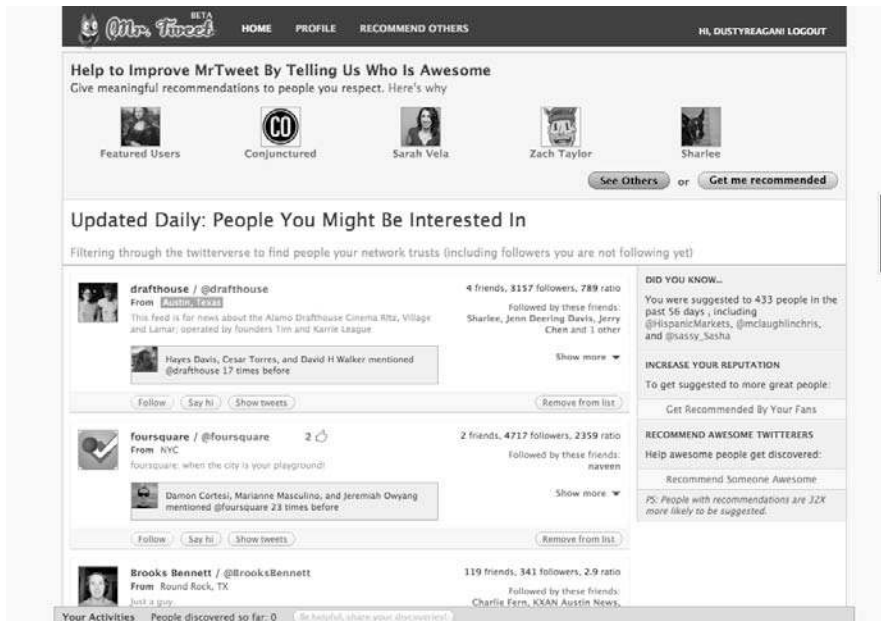 BETA
Mr. Tweet
HOME PROFILE RECOMMEND OTHERS
HI, DUSTYREAGAN! LOGOUT
Help to Improve MrTweet By Telling Us Who Is Awesome
Give meaningful recommendations to people you respect. Here's why
CO
Featured Users Conjunctured Sarah Vela Zach Taylor Sharlee
See Others or Get me recommended
Updated Daily: People You Might Be Interested In
Filtering through the twitterverse to find people your network trusts (including followers you are not following yet)
drafthouse / @drafthouse
From Austin, Texas
This feed is for news about the Alamo Drafthouse Cinema Ritz, Village
and Lamar; operated by founders Tim and Karrie League
Hayes Davis, Cesar Torres, and David H Walker mentioned
@drafthouse 17 times before
4 friends, 3157 followers, 789 ratio
Followed by these friends:
Sharlee, Jenn Deering Davis, Jerry
Chen and 1 other
Show more
Follow Say hi Show tweets Remove from list
foursquare / @foursquare 2
From NYC
foursquare: when the city is your playground!
Damon Cortesi, Marianne Masculino, and Jeremiah Owyang
mentioned @foursquare 23 times before
2 friends, 4717 followers, 2359 ratio
Followed by these friends:
naveen
Show more
Follow Say hi Show tweets Remove from list
Brooks Bennett / @BrooksBennett
From Round Rock, TX
Just a guy.
119 friends, 341 followers, 2.9 ratio
Followed by these friends:
Charlie Fern, KXAN Austin News,
DID YOU KNOW...
You were suggested to 433 people in the
past 56 days , including
@HispanicMarkets, @mclaughlinchris,
and @sassy_Sasha
INCREASE YOUR REPUTATION
To get suggested to more great people:
Get Recommended By Your Fans
RECOMMEND AWESOME TWITTERERS
Help awesome people get discovered:
Recommend Someone Awesome
PS: People with recommendations are 32X
more likely to be suggested.
Your Activities People discovered so far: 0 Be helpful, share your discoveries!